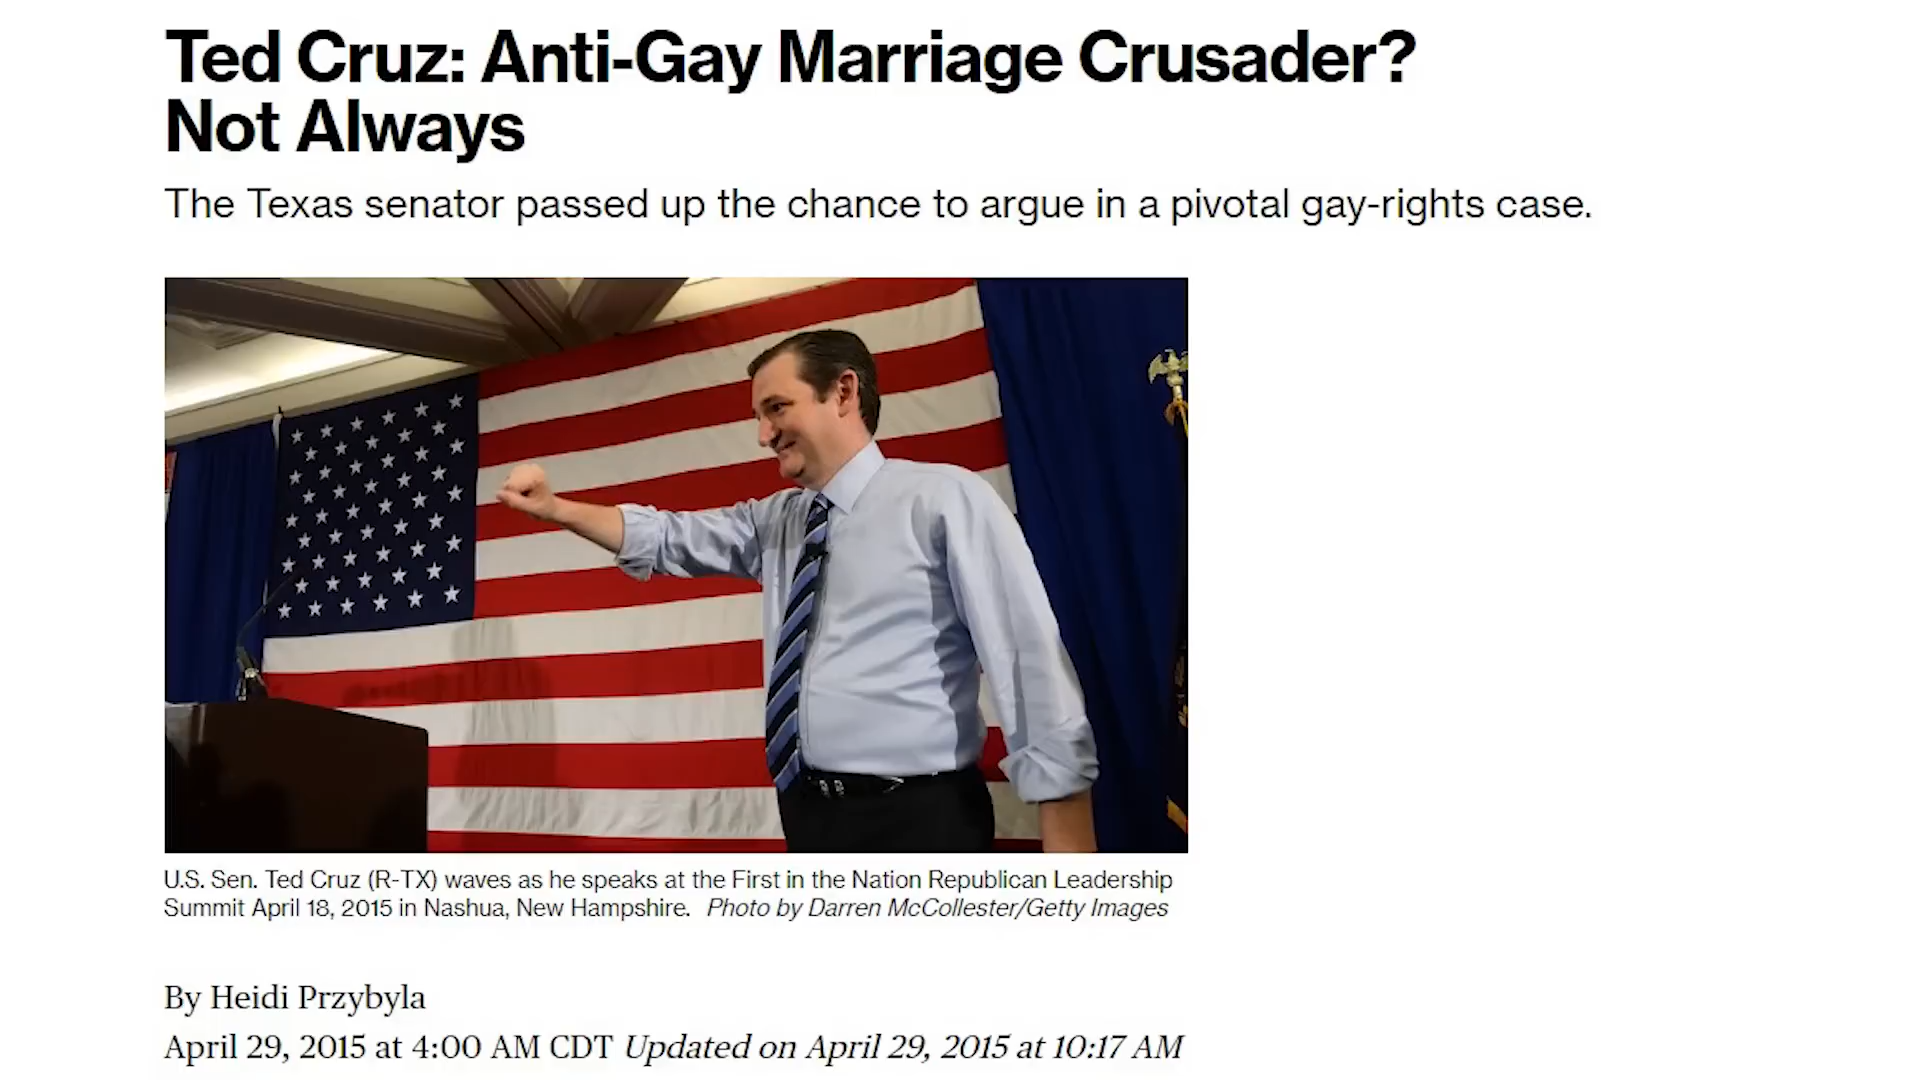 Ted Cruz: Anti-Gay Marriage Crusader?
Not Always
The Texas senator passed up the chance to argue in a pivotal gay-rights case.
U.S. Sen. Ted Cruz (R-TX) waves as he speaks at the First in the Nation Republican Leadership
Summit April 18, 2015 in Nashua, New Hampshire. Photo by Darren McCollester/Getty Images
By Heidi Przybyla
April 29, 2015 at 4:00 AM CDT Updated on April 29, 2015 at 10:17 AM